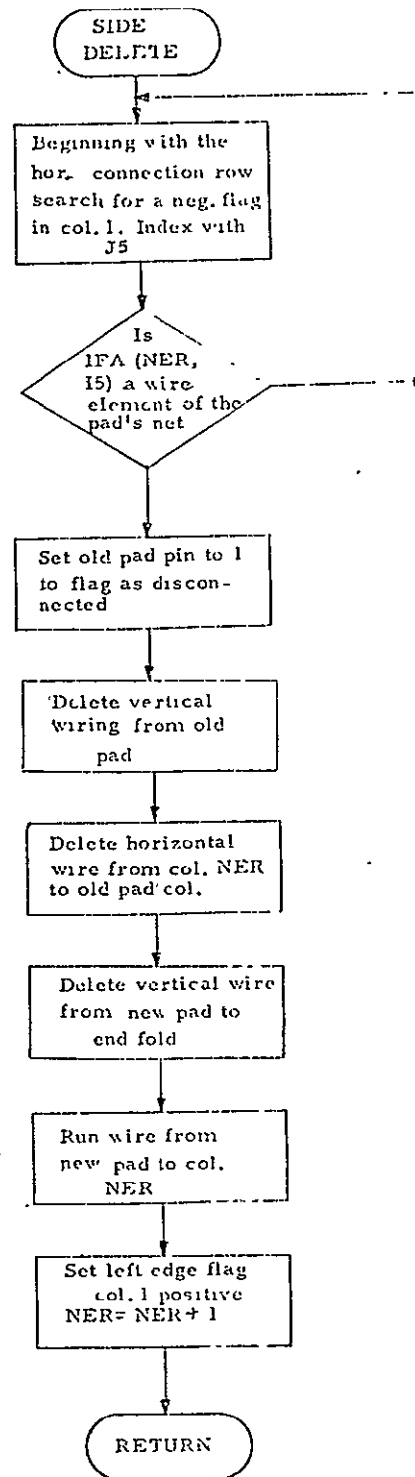 SIDE
DELETE
Beginning with the
hor. connection row
search for a neg. flag
in col. 1. Index with
J5
Is
IFA (NER,
I5) a wire
element of the
pad's net
Set old pad pin to 1
to flag as discon-
nected
Delete vertical
wiring from old
pad
Delete horizontal
wire from col. NER
to old pad col.
Delete vertical wire
from new pad to
end fold
Run wire from
new pad to col.
NER
Set left edge flag
col. 1 positive
NER= NER+ 1
RETURN